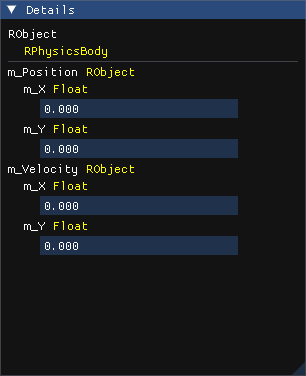 Details
RObject
RPhysicsBody
m_Position RObject
m_X Float
0.000
m_Y Float
0.000
m_Velocity RObject
m_X Float
0.000
m_Y Float
0.000